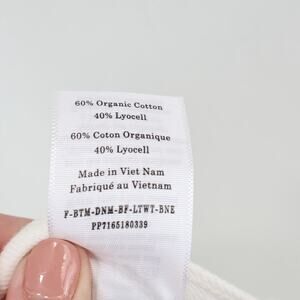 60% Organic Cotton
40% Lyocell
60% Coton Organique
40% Lyocell
Made in Viet Nam
Fabriqué au Vietnam
F-BTM-DNM-BF-LTWT-BNE
PP7165180339